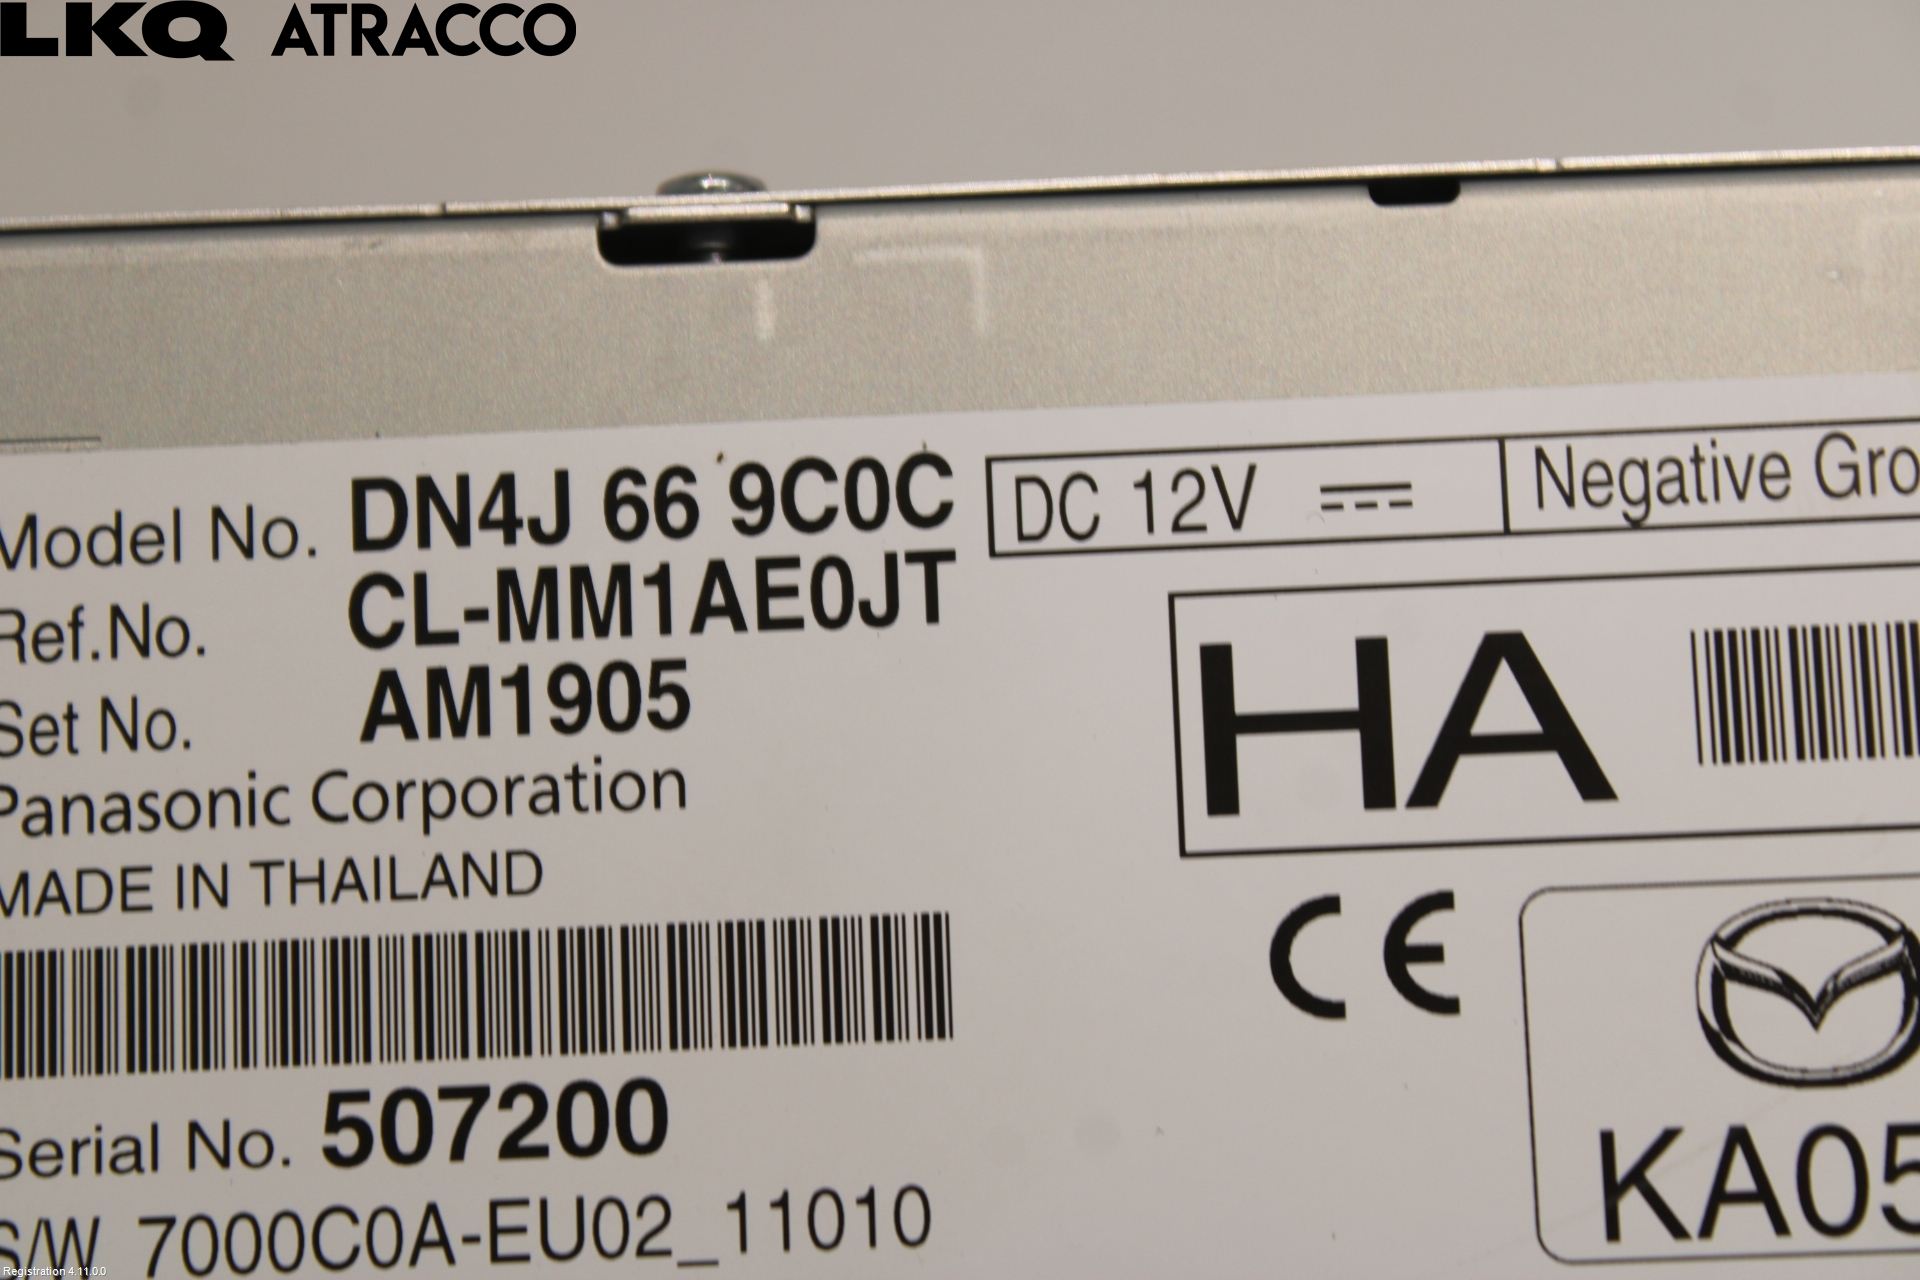 LKQ ATRACCO
Model No. DN4J 66 9C0C
DC 12V
Negative Gro
Ref.No. CL-MM1AE0JT
Set No. AM1905
HA
Panasonic Corporation
MADE IN THAILAND
CE
Serial No. 507200
KA05
S/W 7000C0A-EU02_11010
Registration 4.11.0.0